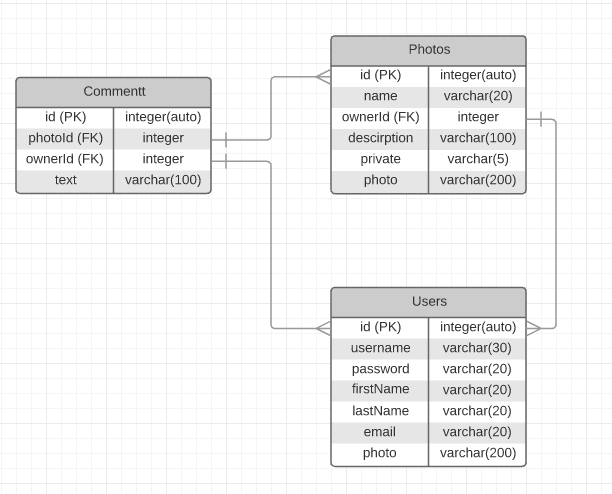 Commentt
id (PK) integer(auto)
photoId (FK) integer
ownerId (FK) integer
text varchar(100)
Photos
id (PK) integer(auto)
name varchar(20)
ownerId (FK) integer
descirption varchar(100)
private varchar(5)
photo varchar(200)
Users
id (PK) integer(auto)
username varchar(30)
password varchar(20)
firstName varchar(20)
lastName varchar(20)
email varchar(20)
photo varchar(200)